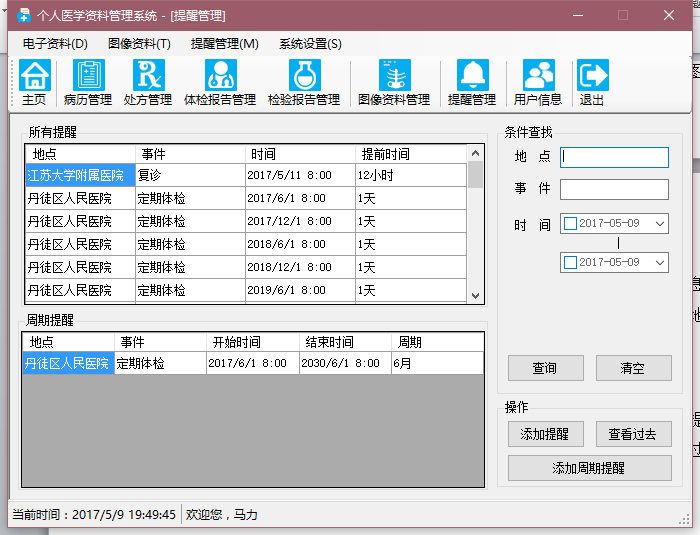 个人医学资料管理系统 - [提醒管理]
电子资料(D) 图像资料(T) 提醒管理(M) 系统设置(S)
主页 病历管理 处方管理 体检报告管理 检验报告管理 图像资料管理 提醒管理 用户信息 退出
所有提醒
地点 事件 时间 提前时间
江苏大学附属医院 复诊 2017/5/11 8:00 12小时
丹徒区人民医院 定期体检 2017/6/1 8:00 1天
丹徒区人民医院 定期体检 2017/12/1 8:00 1天
丹徒区人民医院 定期体检 2018/6/1 8:00 1天
丹徒区人民医院 定期体检 2018/12/1 8:00 1天
丹徒区人民医院 定期体检 2019/6/1 8:00 1天
周期提醒
地点 事件 开始时间 结束时间 周期
丹徒区人民医院 定期体检 2017/6/1 8:00 2030/6/1 8:00 6月
条件查找
地 点
事 件
时 间 2017-05-09
2017-05-09
查询 清空
操作
添加提醒 查看过去
添加周期提醒
当前时间：2017/5/9 19:49:45 欢迎您，马力